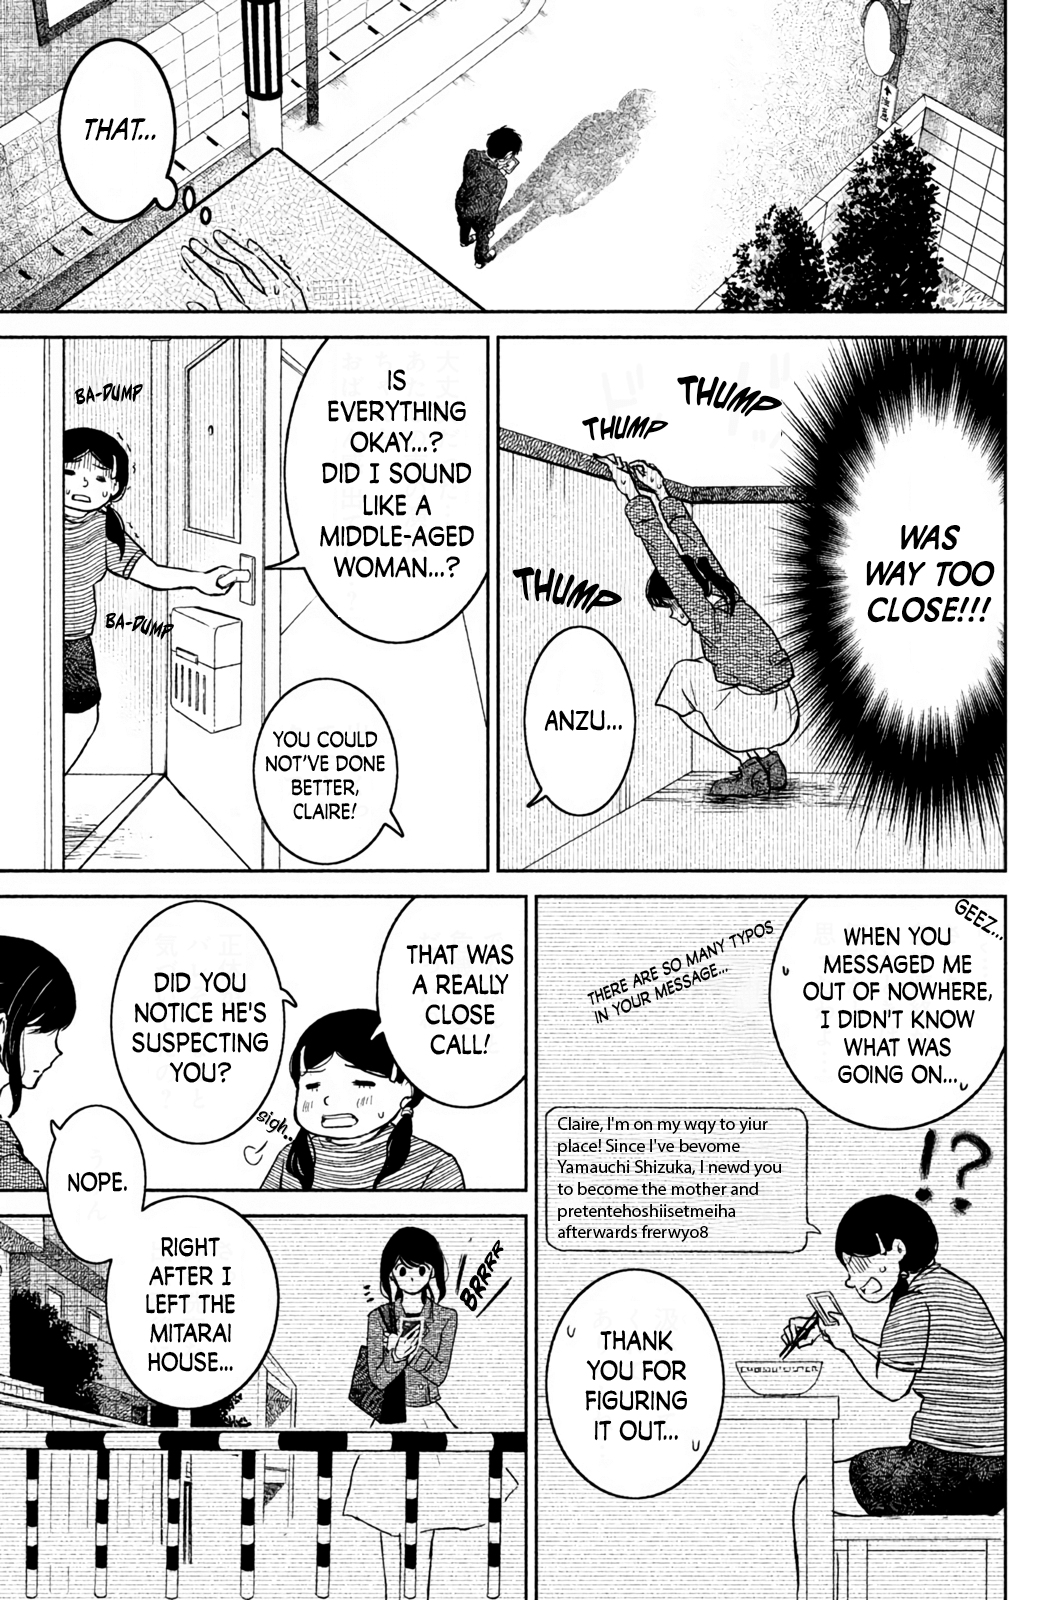 THAT...
WAS
WAY TOO
CLOSE!!!
THUMP
THUMP
THUMP
ANZU...
IS
EVERYTHING
OKAY...?
DID I SOUND
LIKE A
MIDDLE-AGED
WOMAN...?
BA-DUMP
BA-DUMP
YOU COULD
NOT'VE DONE
BETTER,
CLAIRE!
GEEZ...
WHEN YOU
MESSAGED ME
OUT OF NOWHERE,
I DIDN'T KNOW
WHAT WAS
GOING ON...
THERE ARE SO MANY TYPOS
IN YOUR MESSAGE...
!?
Claire, I'm on my wqy to yiur
place! Since I've bevome
Yamauchi Shizuka, I newd you
to become the mother and
pretentehoshiisetmeiha
afterwards frerwyo8
THANK
YOU FOR
FIGURING
IT OUT...
THAT WAS
A REALLY
CLOSE
CALL!
sigh..
DID YOU
NOTICE HE'S
SUSPECTING
YOU?
NOPE.
RIGHT
AFTER I
LEFT THE
MITARAI
HOUSE...
BRRRR